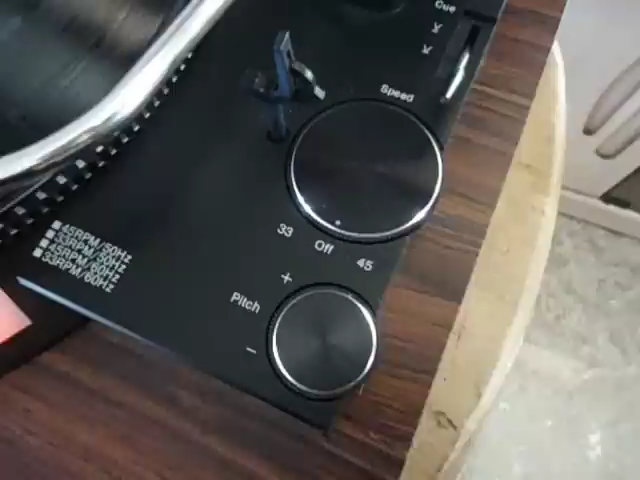 Cue
Speed
33
Off
45
+
Pitch
−
45RPM/50Hz
33RPM/50Hz
45RPM/60Hz
33RPM/60Hz